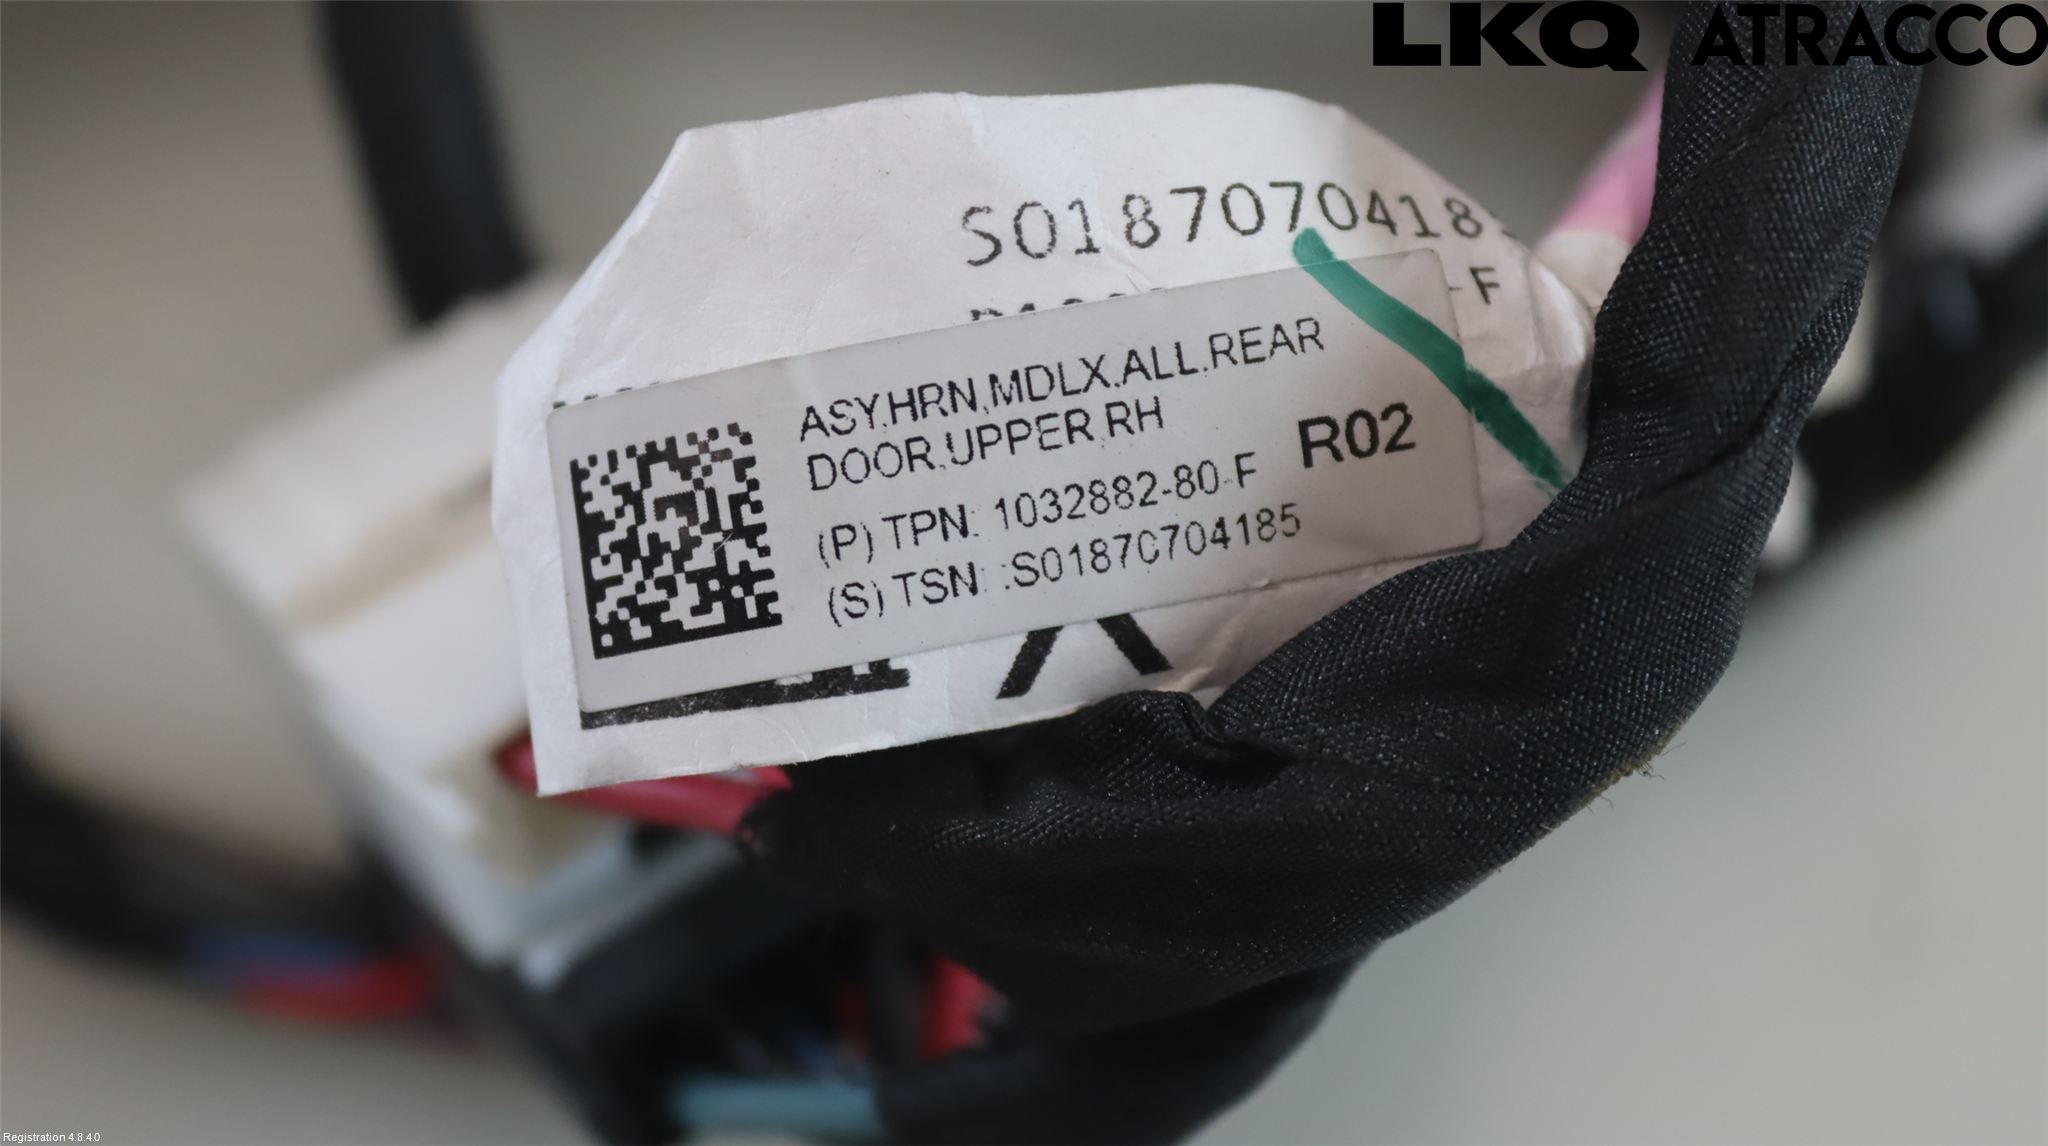 LKQ ATRACCO
S0187070418
-F
ASY,HRN,MDLX,ALL,REAR
DOOR,UPPER,RH
R02
(P) TPN: 1032882-80-F
(S) TSN: :S01870704185
Registration 4.8.4.0